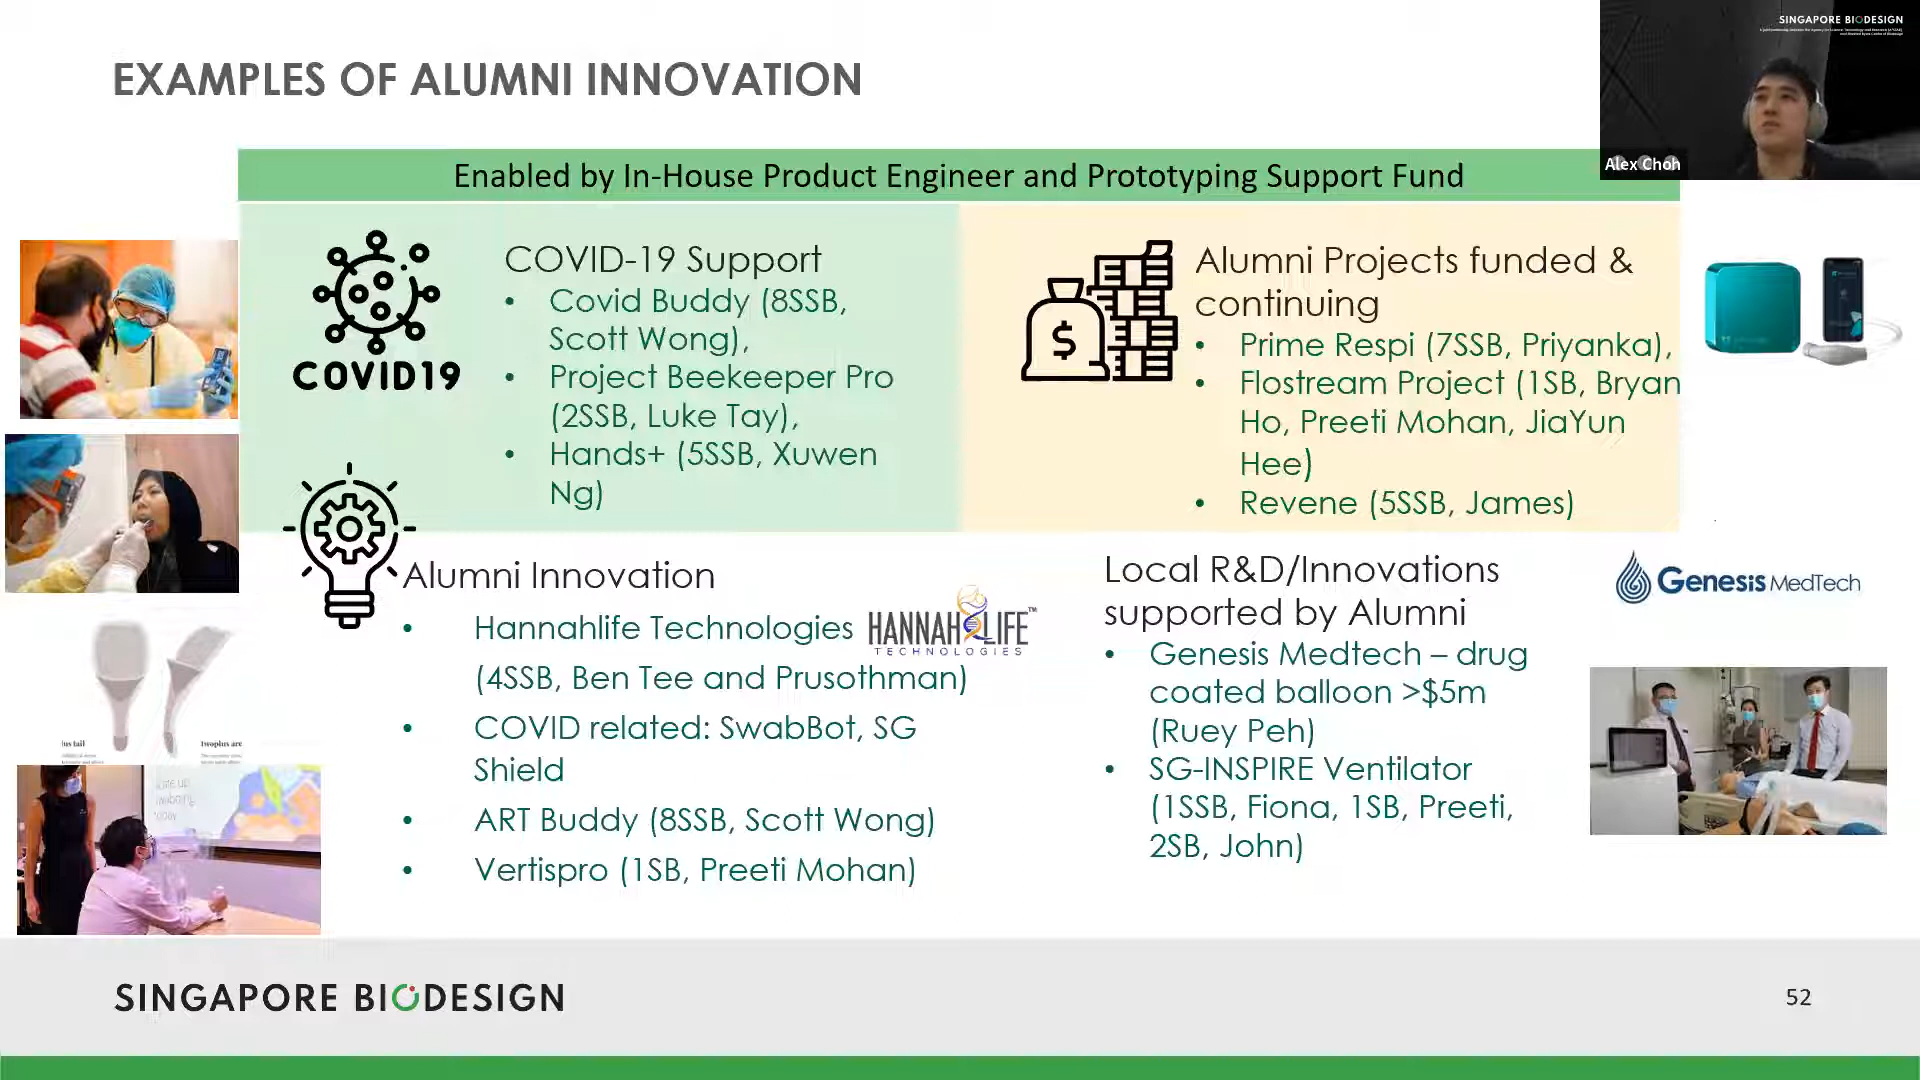 EXAMPLES OF ALUMNI INNOVATION
SINGAPORE BIODESIGN
Alex Choh
Enabled by In-House Product Engineer and Prototyping Support Fund
COVID19
COVID-19 Support
• Covid Buddy (8SSB,
Scott Wong),
• Project Beekeeper Pro
(2SSB, Luke Tay),
• Hands+ (5SSB, Xuwen
Ng)
$
Alumni Projects funded &
continuing
• Prime Respi (7SSB, Priyanka),
• Flostream Project (1SB, Bryan
Ho, Preeti Mohan, JiaYun
Hee)
• Revene (5SSB, James)
Alumni Innovation
• Hannahlife Technologies
(4SSB, Ben Tee and Prusothman)
• COVID related: SwabBot, SG
Shield
• ART Buddy (8SSB, Scott Wong)
• Vertispro (1SB, Preeti Mohan)
HANNAH LIFE™
TECHNOLOGIES
Local R&D/Innovations
supported by Alumni
• Genesis Medtech – drug
coated balloon >$5m
(Ruey Peh)
• SG-INSPIRE Ventilator
(1SSB, Fiona, 1SB, Preeti,
2SB, John)
Genesis MedTech
SINGAPORE BIODESIGN
52